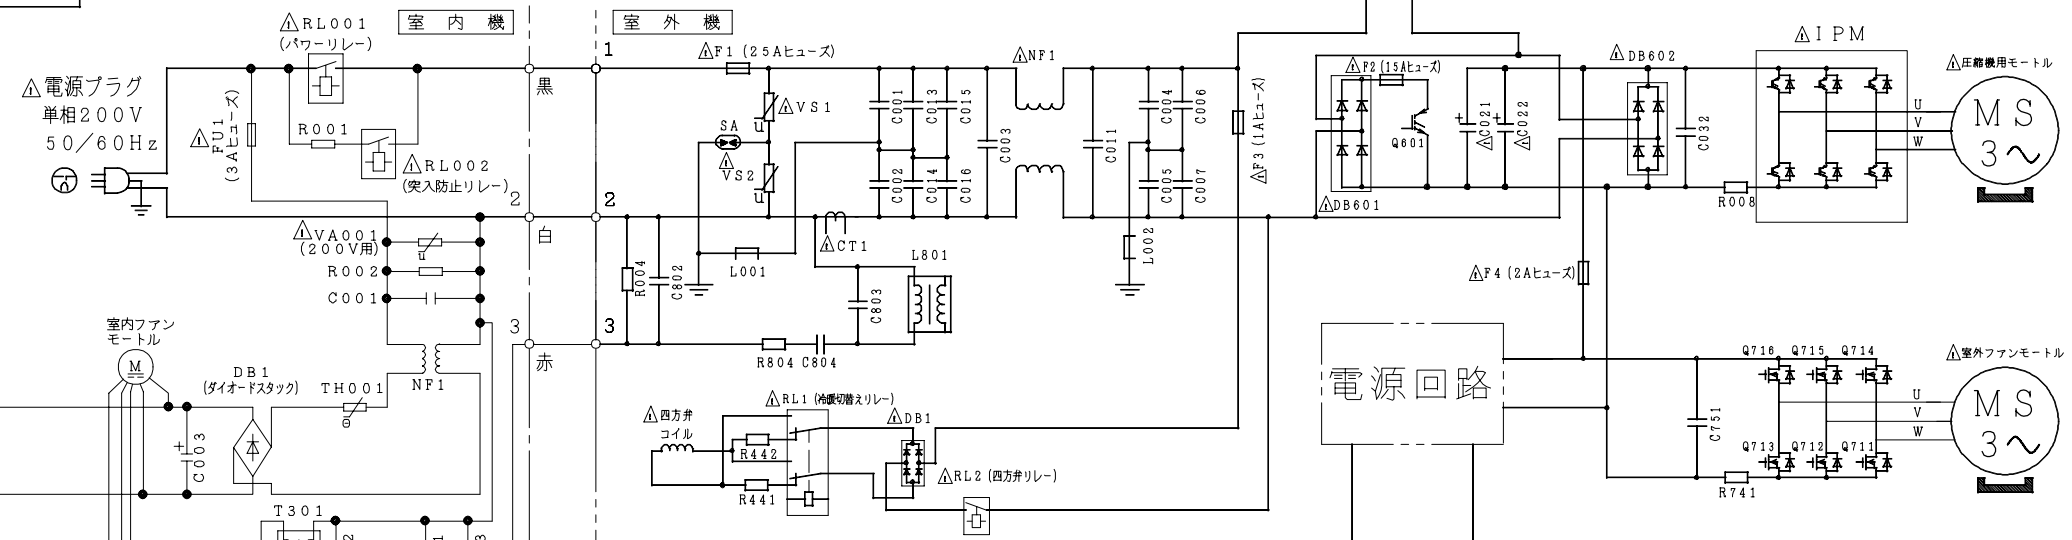 ⚠RL001
(パワーリレー)
室内機
室外機
⚠電源プラグ
単相200V
50/60Hz
⚠FU1
(3Aヒューズ)
R001
⚠RL002
(突入防止リレー)
1
黒
2
2
白
3
3
赤
⚠VA001
(200V用)
u
R002
C001
NF1
室内ファン
モートル
M
DB1
(ダイオードスタック)
TH001
θ
+
C003
T301
⚠F1(25Aヒューズ)
⚠VS1
u
SA
⚠
VS2
u
C001
C013
C015
C002
C014
C016
C003
⚠NF1
C011
C004
C006
C005
C007
L002
⚠F3(1Aヒューズ)
⚠CT1
L001
R004
C802
C803
L801
R804
C804
⚠RL1(冷暖切替えリレー)
⚠四方弁
コイル
R442
R441
⚠DB1
⚠RL2(四方弁リレー)
⚠F2(15Aヒューズ)
Q601
⚠DB601
+
⚠C021
+
⚠C022
⚠DB602
C032
R008
⚠IPM
U
V
W
⚠圧縮機用モートル
MS
3〜
⚠F4(2Aヒューズ)
電源回路
C751
R741
Q716
Q715
Q714
Q713
Q712
Q711
U
V
W
⚠室外ファンモートル
MS
3〜